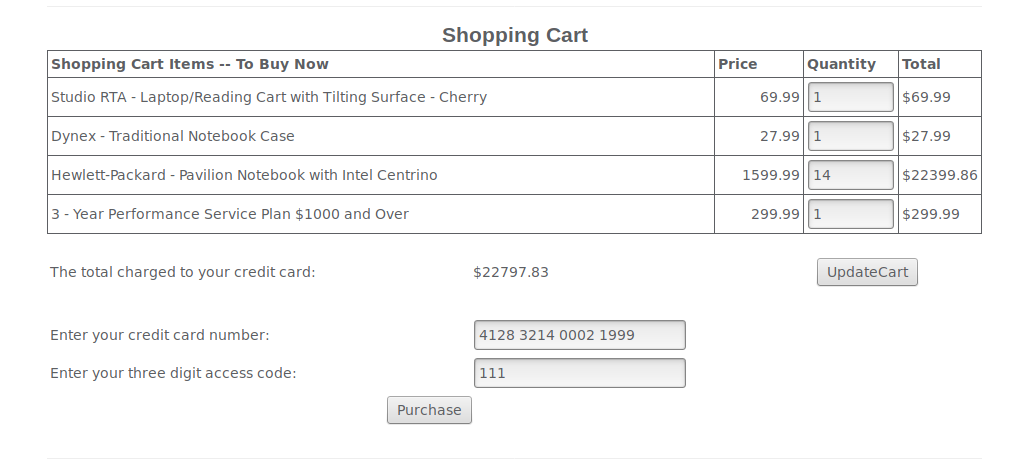 Shopping Cart
Shopping Cart Items -- To Buy Now Price Quantity Total
Studio RTA - Laptop/Reading Cart with Tilting Surface - Cherry 69.99 1 $69.99
Dynex - Traditional Notebook Case 27.99 1 $27.99
Hewlett-Packard - Pavilion Notebook with Intel Centrino 1599.99 14 $22399.86
3 - Year Performance Service Plan $1000 and Over 299.99 1 $299.99
The total charged to your credit card: $22797.83 UpdateCart
Enter your credit card number: 4128 3214 0002 1999
Enter your three digit access code: 111
Purchase